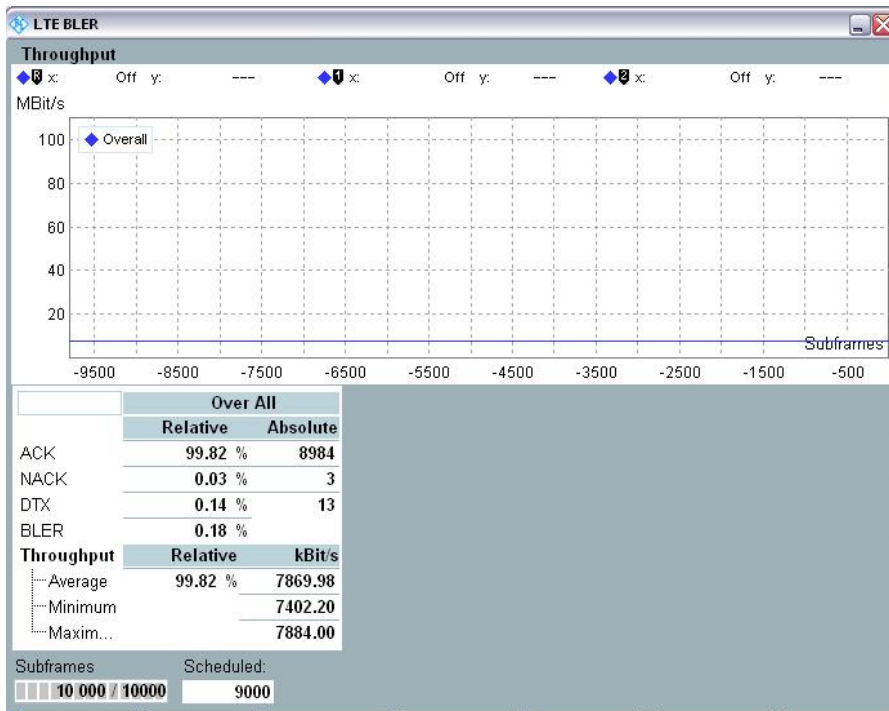 LTE BLER
Throughput
R x: Off y: --- 1 x: Off y: --- 2 x: Off y: ---
MBit/s
100
Overall
80
60
40
20
Subframes
-9500 -8500 -7500 -6500 -5500 -4500 -3500 -2500 -1500 -500
Over All
Relative Absolute
ACK 99.82 % 8984
NACK 0.03 % 3
DTX 0.14 % 13
BLER 0.18 %
Throughput Relative kBit/s
Average 99.82 % 7869.98
Minimum 7402.20
Maxim... 7884.00
Subframes Scheduled:
10 000 / 10000 9000